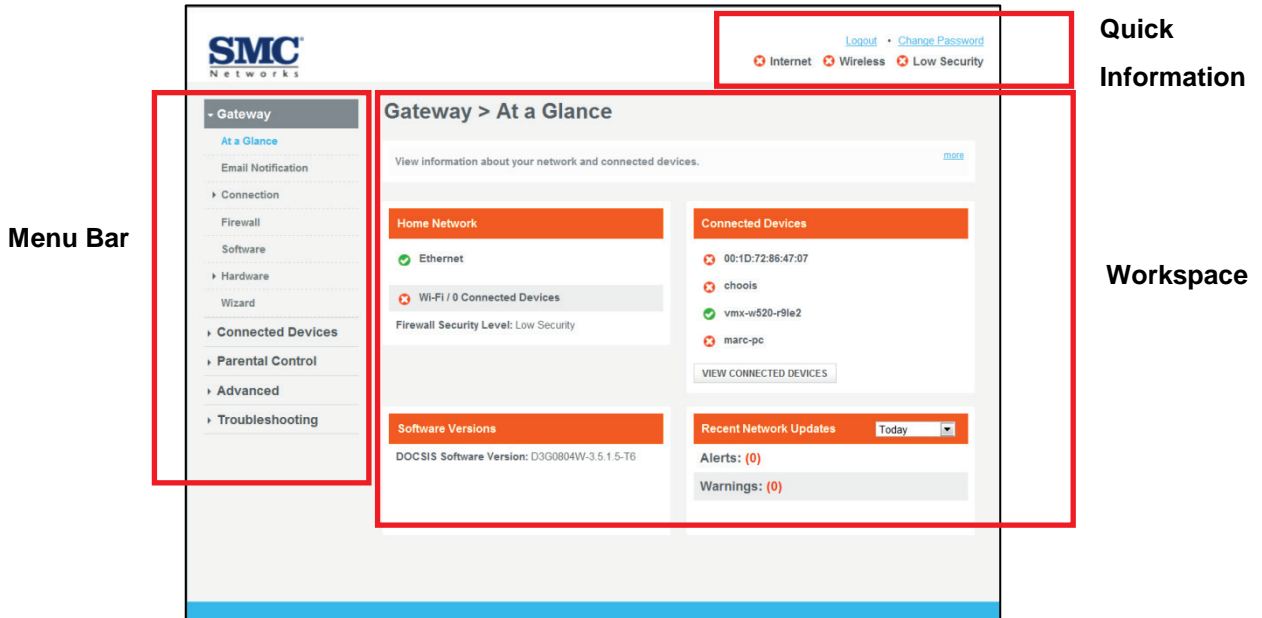 Quick
Information
SMC
Networks
Logout • Change Password
Internet Wireless Low Security
Menu Bar
Gateway
At a Glance
Email Notification
Connection
Firewall
Software
Hardware
Wizard
Connected Devices
Parental Control
Advanced
Troubleshooting
Workspace
Gateway > At a Glance
View information about your network and connected devices.
more
Home Network
Ethernet
Wi-Fi / 0 Connected Devices
Firewall Security Level: Low Security
Connected Devices
00:1D:72:86:47:07
choois
vmx-w520-r9le2
marc-pc
VIEW CONNECTED DEVICES
Software Versions
DOCSIS Software Version: D3G0804W-3.5.1.5-T6
Recent Network Updates Today
Alerts: (0)
Warnings: (0)